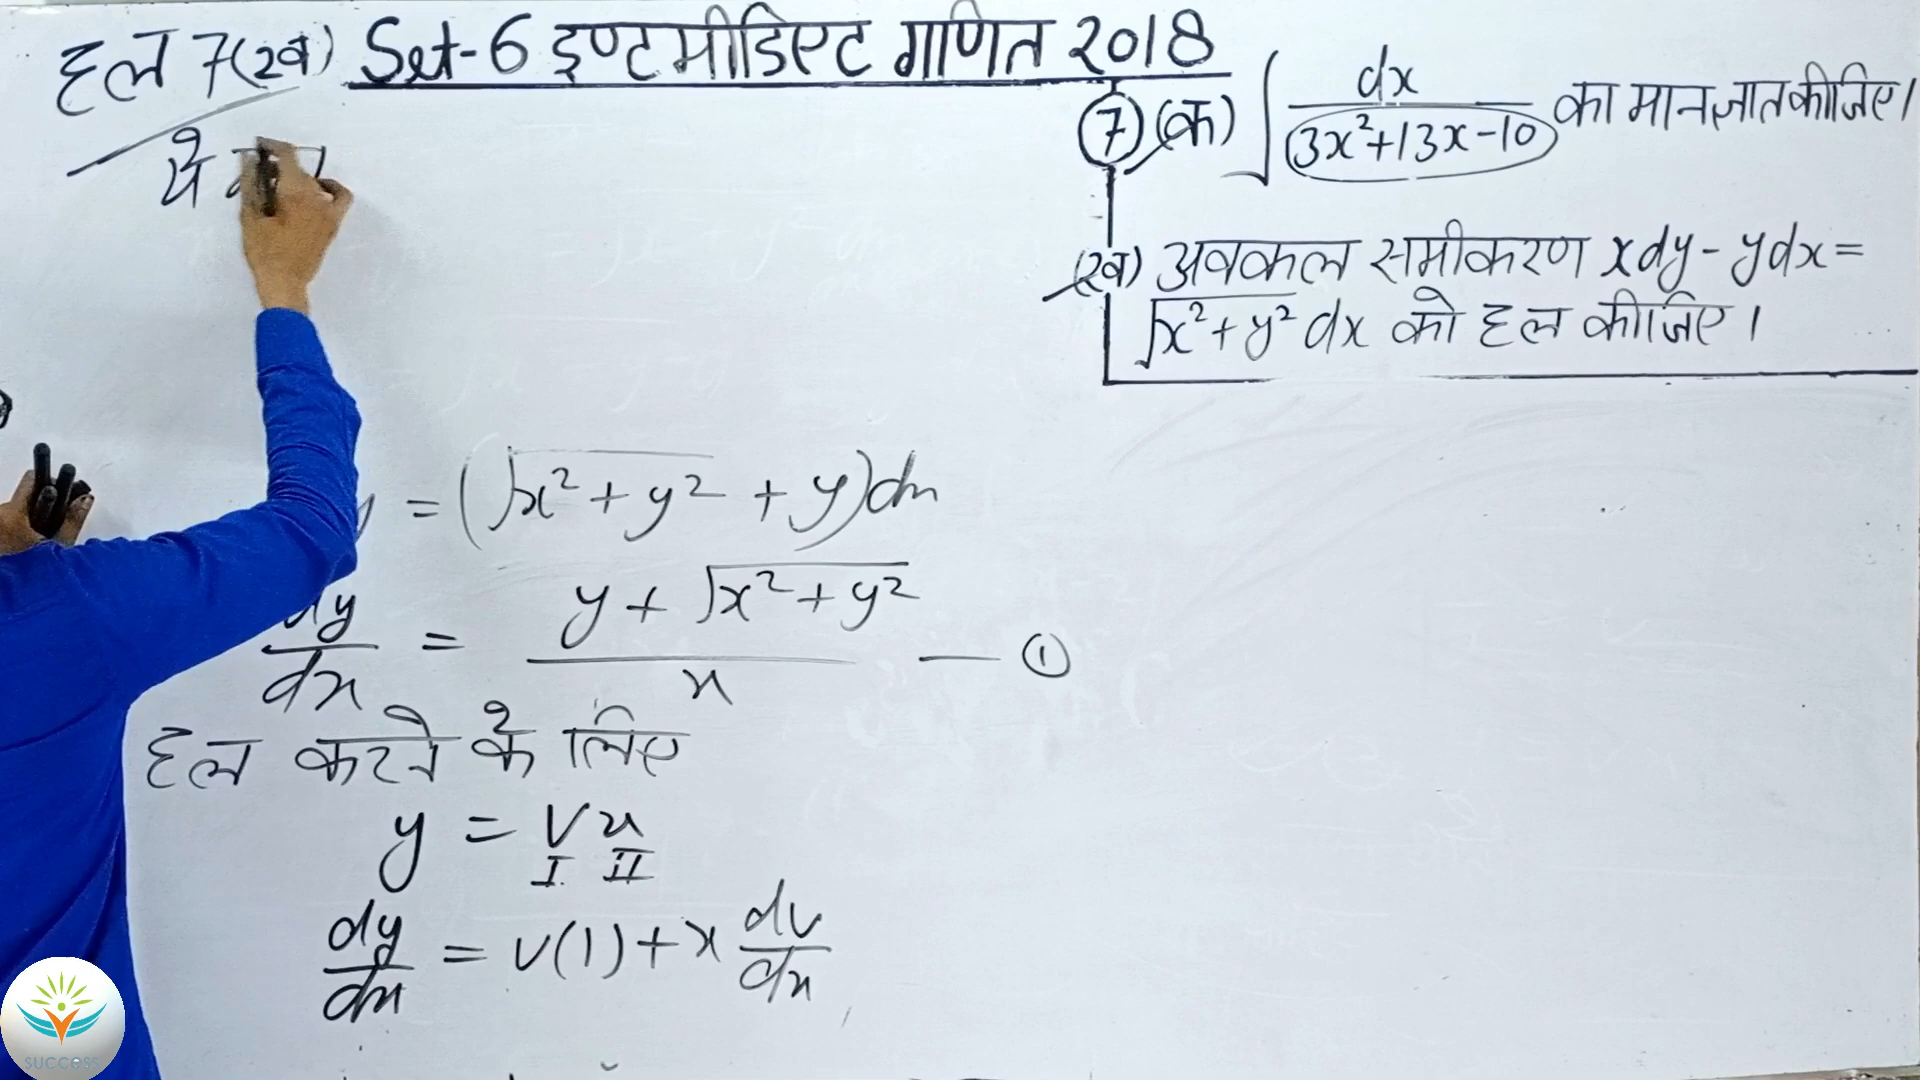 हल 7(ख) Set-6 इण्टरमीडिएट गणित 2018
7 (क) ∫ dx / (3x²+13x-10) का मान ज्ञात कीजिए।
(ख) अवकल समीकरण xdy - ydx =
√(x²+y²) dx को हल कीजिए।
= (√(x²+y²) + y)dx
dy/dx = (y + √(x²+y²)) / x — ①
हल करने के लिए
y = V x
I II
dy/dx = v(1) + x dv/dx
SUCCESS